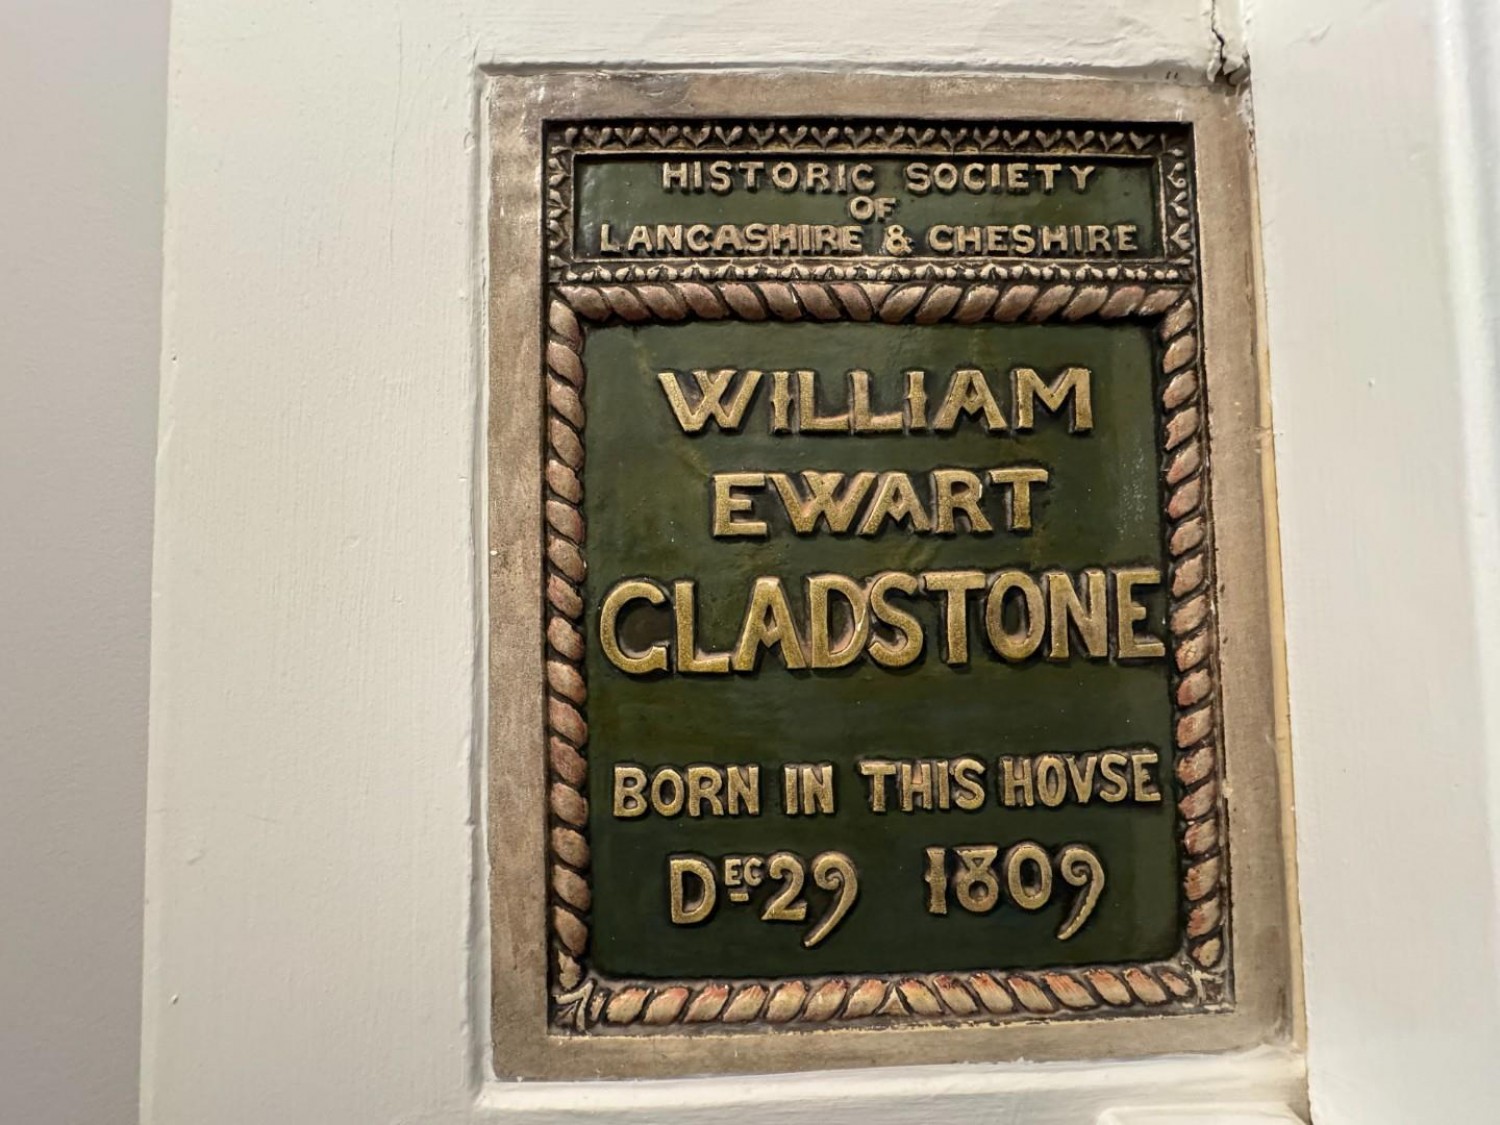 HISTORIC SOCIETY
OF
LANCASHIRE & CHESHIRE
WILLIAM
EWART
GLADSTONE
BORN IN THIS HOVSE
DEC 29 1809